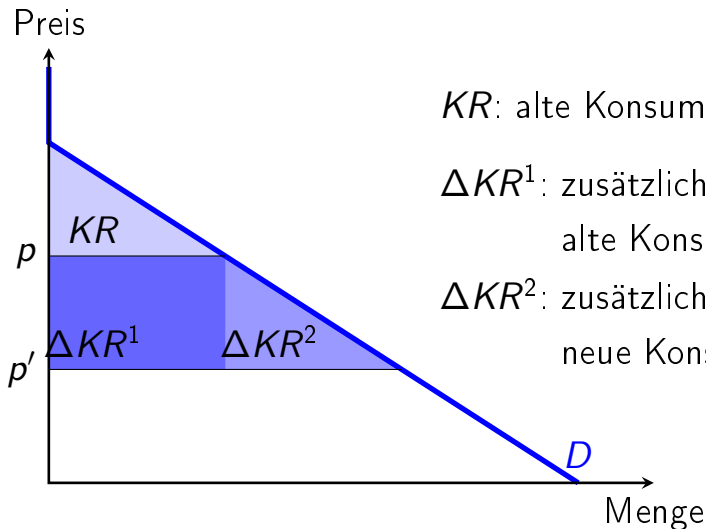 Preis
KR: alte Konsum
ΔKR¹: zusätzlich
alte Kons
ΔKR²: zusätzlich
neue Kons
KR
p
ΔKR¹ ΔKR²
p′
D
Menge